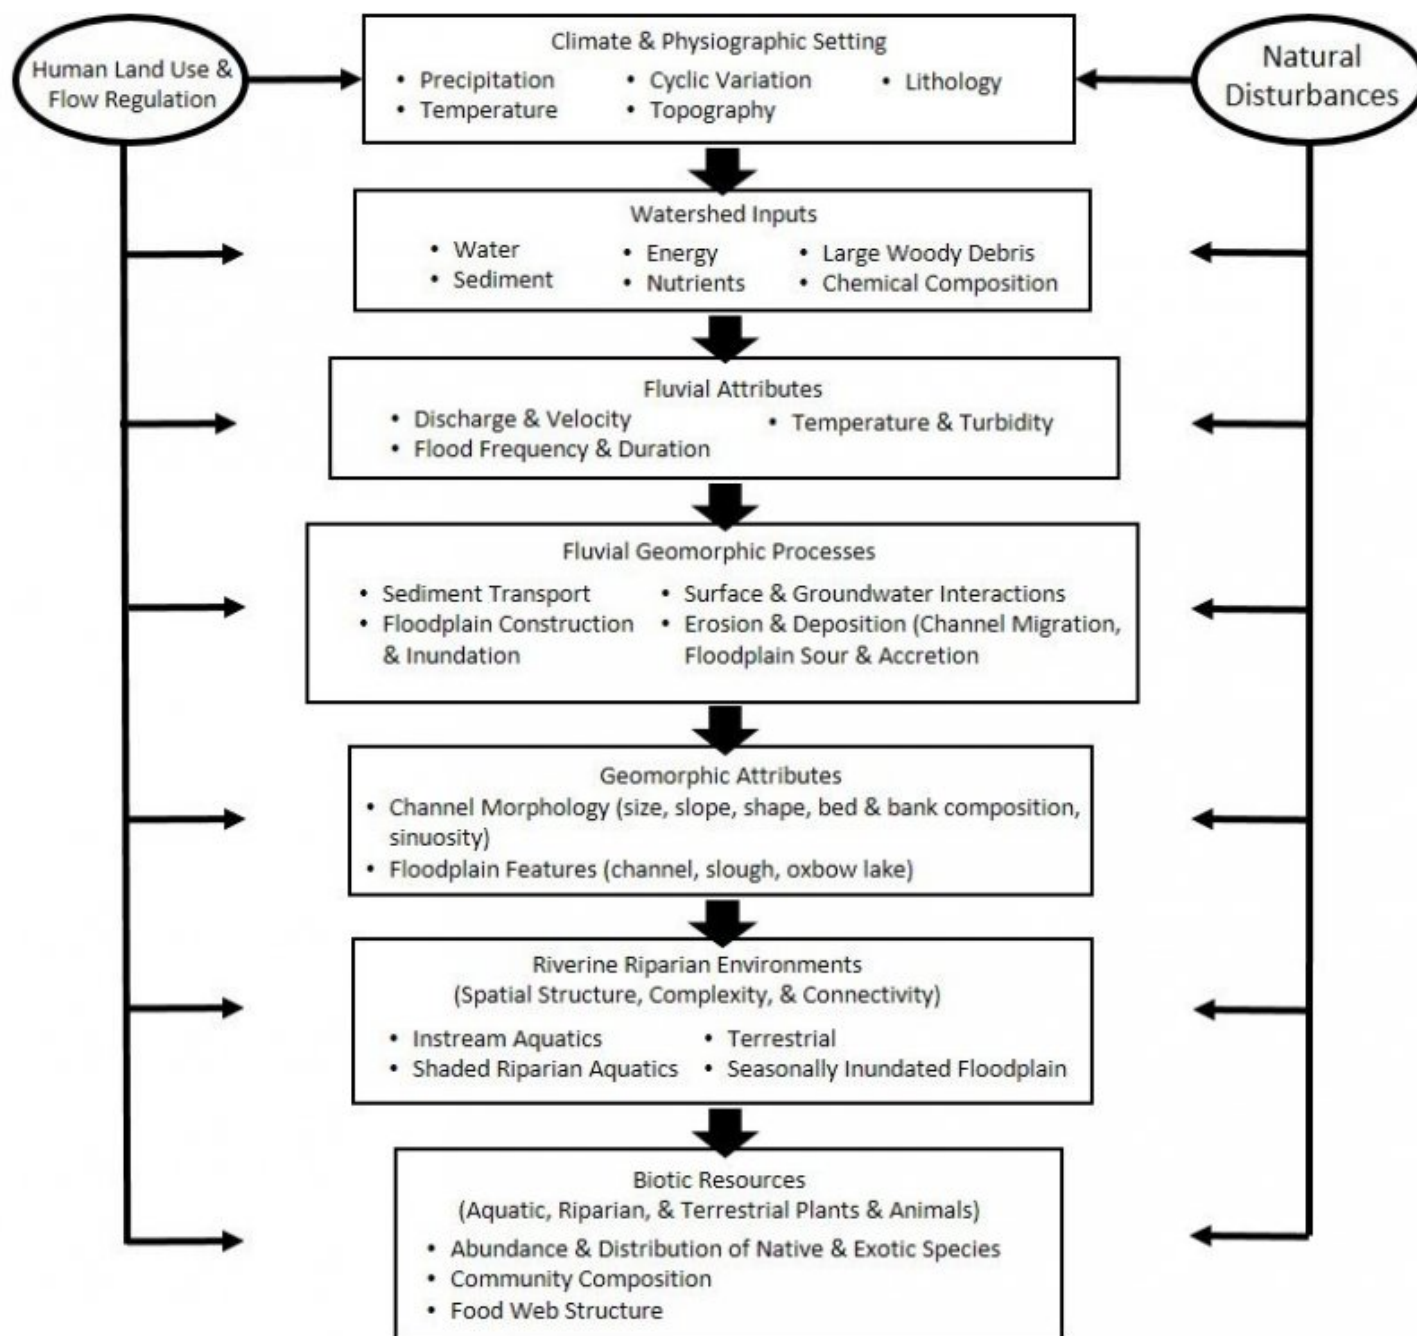 Human Land Use &
Flow Regulation
Climate & Physiographic Setting
• Precipitation
• Temperature
• Cyclic Variation
• Topography
• Lithology
Natural
Disturbances
Watershed Inputs
• Water
• Sediment
• Energy
• Nutrients
• Large Woody Debris
• Chemical Composition
Fluvial Attributes
• Discharge & Velocity
• Flood Frequency & Duration
• Temperature & Turbidity
Fluvial Geomorphic Processes
• Sediment Transport
• Floodplain Construction
& Inundation
• Surface & Groundwater Interactions
• Erosion & Deposition (Channel Migration,
Floodplain Sour & Accretion
Geomorphic Attributes
• Channel Morphology (size, slope, shape, bed & bank composition,
sinuosity)
• Floodplain Features (channel, slough, oxbow lake)
Riverine Riparian Environments
(Spatial Structure, Complexity, & Connectivity)
• Instream Aquatics
• Shaded Riparian Aquatics
• Terrestrial
• Seasonally Inundated Floodplain
Biotic Resources
(Aquatic, Riparian, & Terrestrial Plants & Animals)
• Abundance & Distribution of Native & Exotic Species
• Community Composition
• Food Web Structure